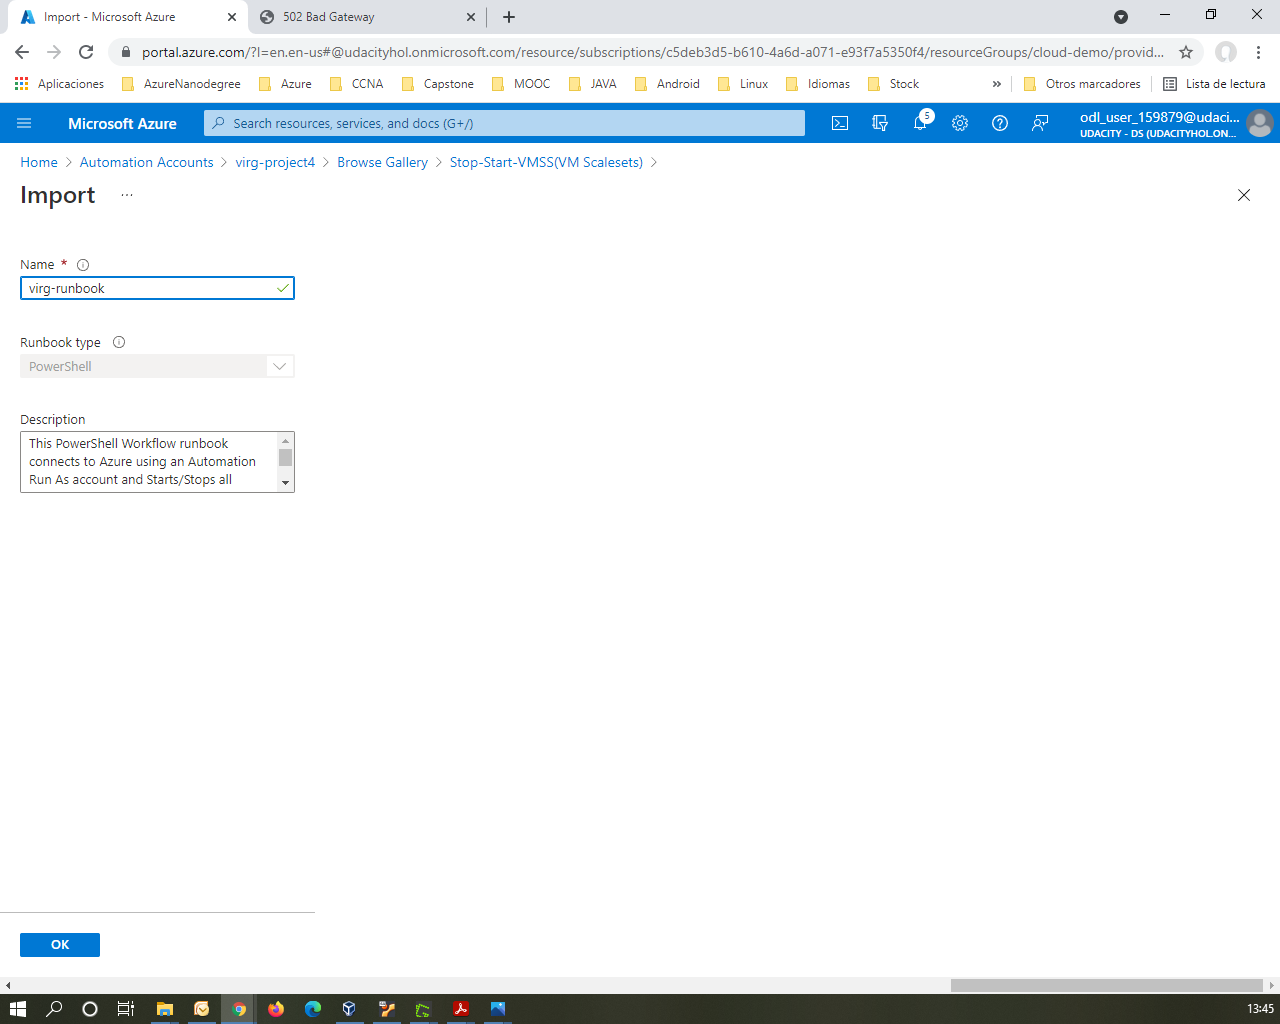 Import - Microsoft Azure
502 Bad Gateway
portal.azure.com/?l=en.en-us#@udacityhol.onmicrosoft.com/resource/subscriptions/c5deb3d5-b610-4a6d-a071-e93f7a5350f4/resourceGroups/cloud-demo/provid...
Aplicaciones AzureNanodegree Azure CCNA Capstone MOOC JAVA Android Linux Idiomas Stock » Otros marcadores Lista de lectura
Microsoft Azure Search resources, services, and docs (G+/) 5 odl_user_159879@udaci...
UDACITY - DS (UDACITYHOL.ON...
Home > Automation Accounts > virg-project4 > Browse Gallery > Stop-Start-VMSS(VM Scalesets) >
Import ...
Name *
virg-runbook
Runbook type
PowerShell
Description
This PowerShell Workflow runbook
connects to Azure using an Automation
Run As account and Starts/Stops all
OK
13:45